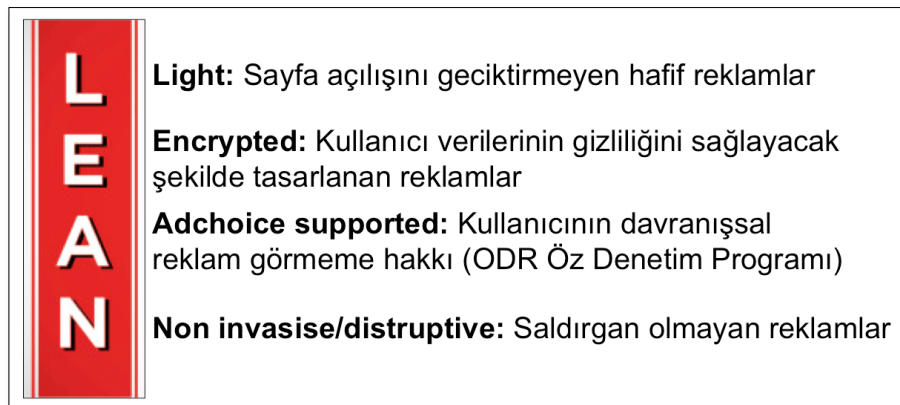 L
E
A
N
Light: Sayfa açılışını geciktirmeyen hafif reklamlar
Encrypted: Kullanıcı verilerinin gizliliğini sağlayacak
şekilde tasarlanan reklamlar
Adchoice supported: Kullanıcının davranışsal
reklam görmeme hakkı (ODR Öz Denetim Programı)
Non invasise/distruptive: Saldırgan olmayan reklamlar